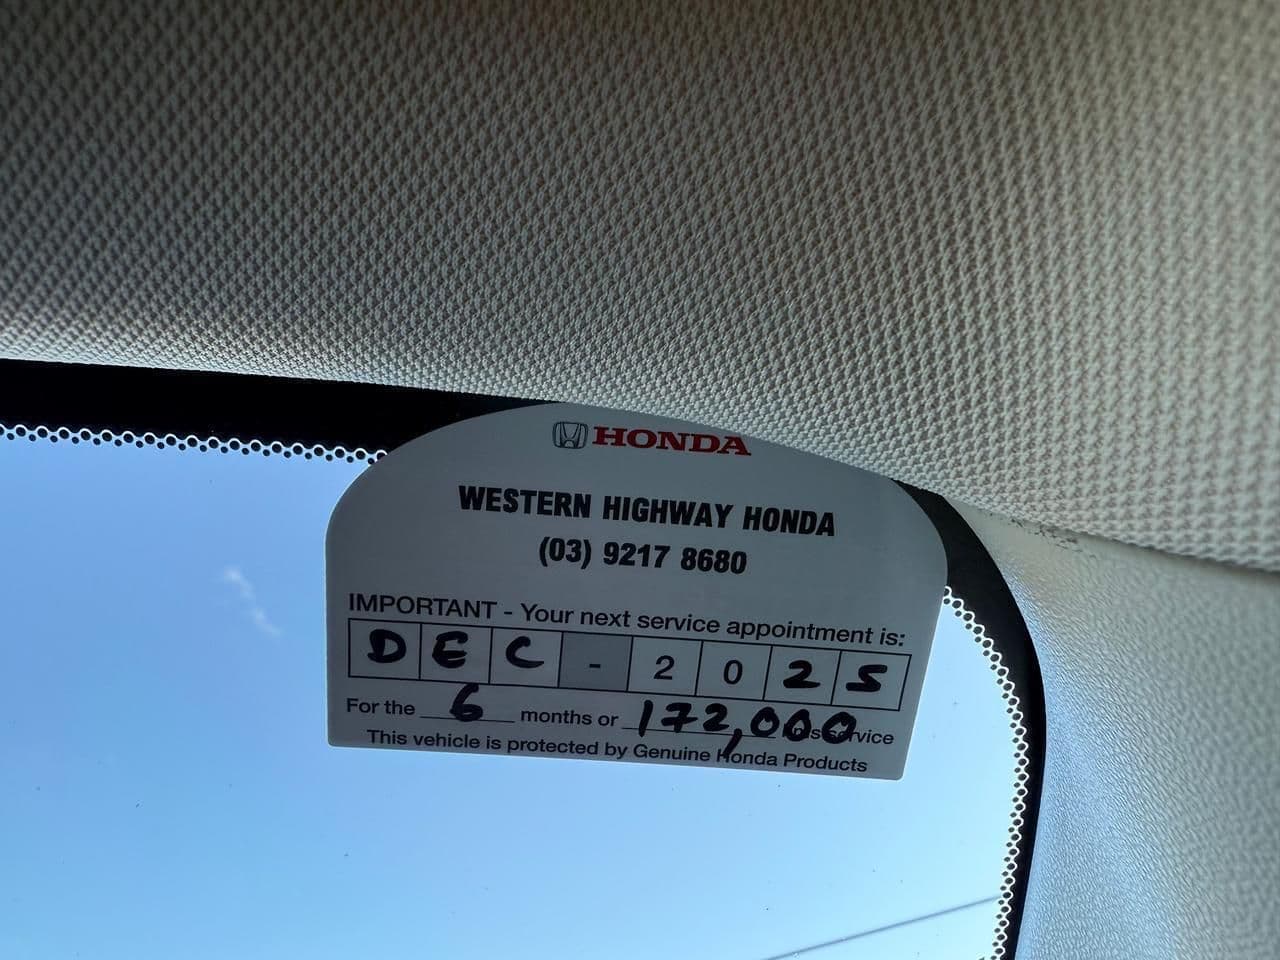 HONDA
WESTERN HIGHWAY HONDA
(03) 9217 8680
IMPORTANT - Your next service appointment is:
DEC - 2025
For the 6 months or 172,000 service
This vehicle is protected by Genuine Honda Products